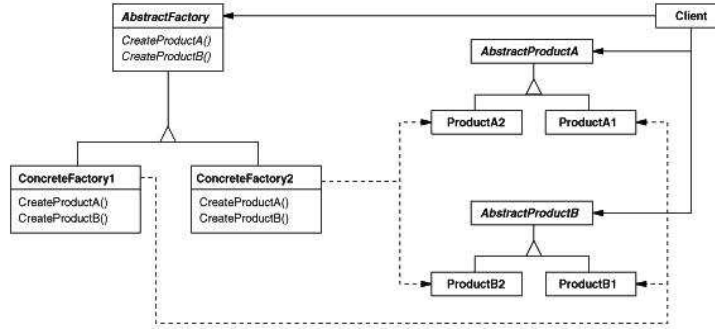 AbstractFactory
CreateProductA()
CreateProductB()
Client
AbstractProductA
ProductA2
ProductA1
ConcreteFactory1
CreateProductA()
CreateProductB()
ConcreteFactory2
CreateProductA()
CreateProductB()
AbstractProductB
ProductB2
ProductB1